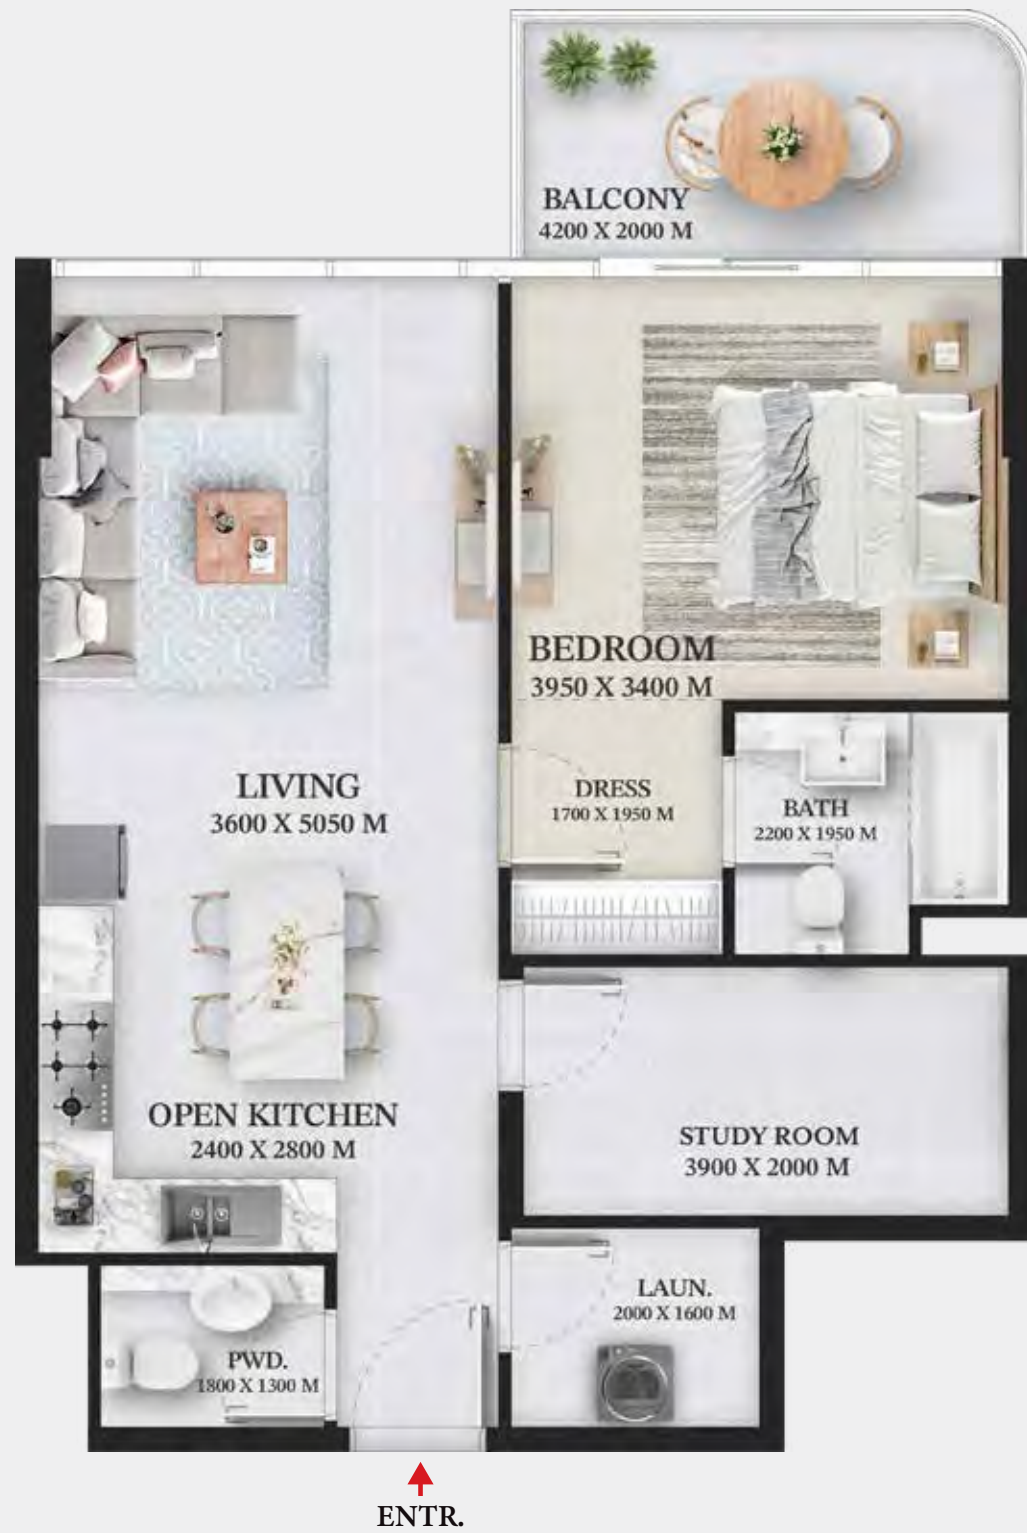 BALCONY
4200 X 2000 M
BEDROOM
3950 X 3400 M
LIVING
3600 X 5050 M
DRESS
1700 X 1950 M
BATH
2200 X 1950 M
OPEN KITCHEN
2400 X 2800 M
STUDY ROOM
3900 X 2000 M
LAUN.
2000 X 1600 M
PWD.
1800 X 1300 M
ENTR.